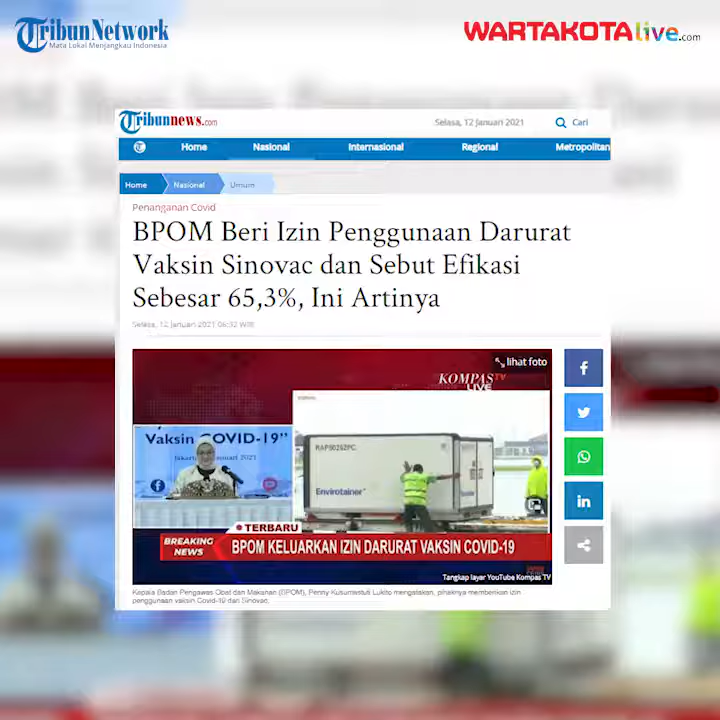 TribunNetwork
Mata Lokal Menjangkau Indonesia
WARTAKOTAlive.com
Tribunnews.com
Selasa, 12 Januari 2021
Cari
Home Nasional Internasional Regional Metropolitan
Home Nasional Umum
Penanganan Covid
BPOM Beri Izin Penggunaan Darurat
Vaksin Sinovac dan Sebut Efikasi
Sebesar 65,3%, Ini Artinya
Selasa, 12 Januari 2021 06:32 WIB
lihat foto
KOMPAS TV
LIVE
Vaksin COVID-19"
RAP90262PC
Envirotainer
TERBARU
BREAKING
NEWS
BPOM KELUARKAN IZIN DARURAT VAKSIN COVID-19
Tangkap layar YouTube Kompas TV
Kepala Badan Pengawas Obat dan Makanan (BPOM), Penny Kusumastuti Lukito mengatakan, pihaknya memberikan izin
penggunaan vaksin Covid-19 dari Sinovac.